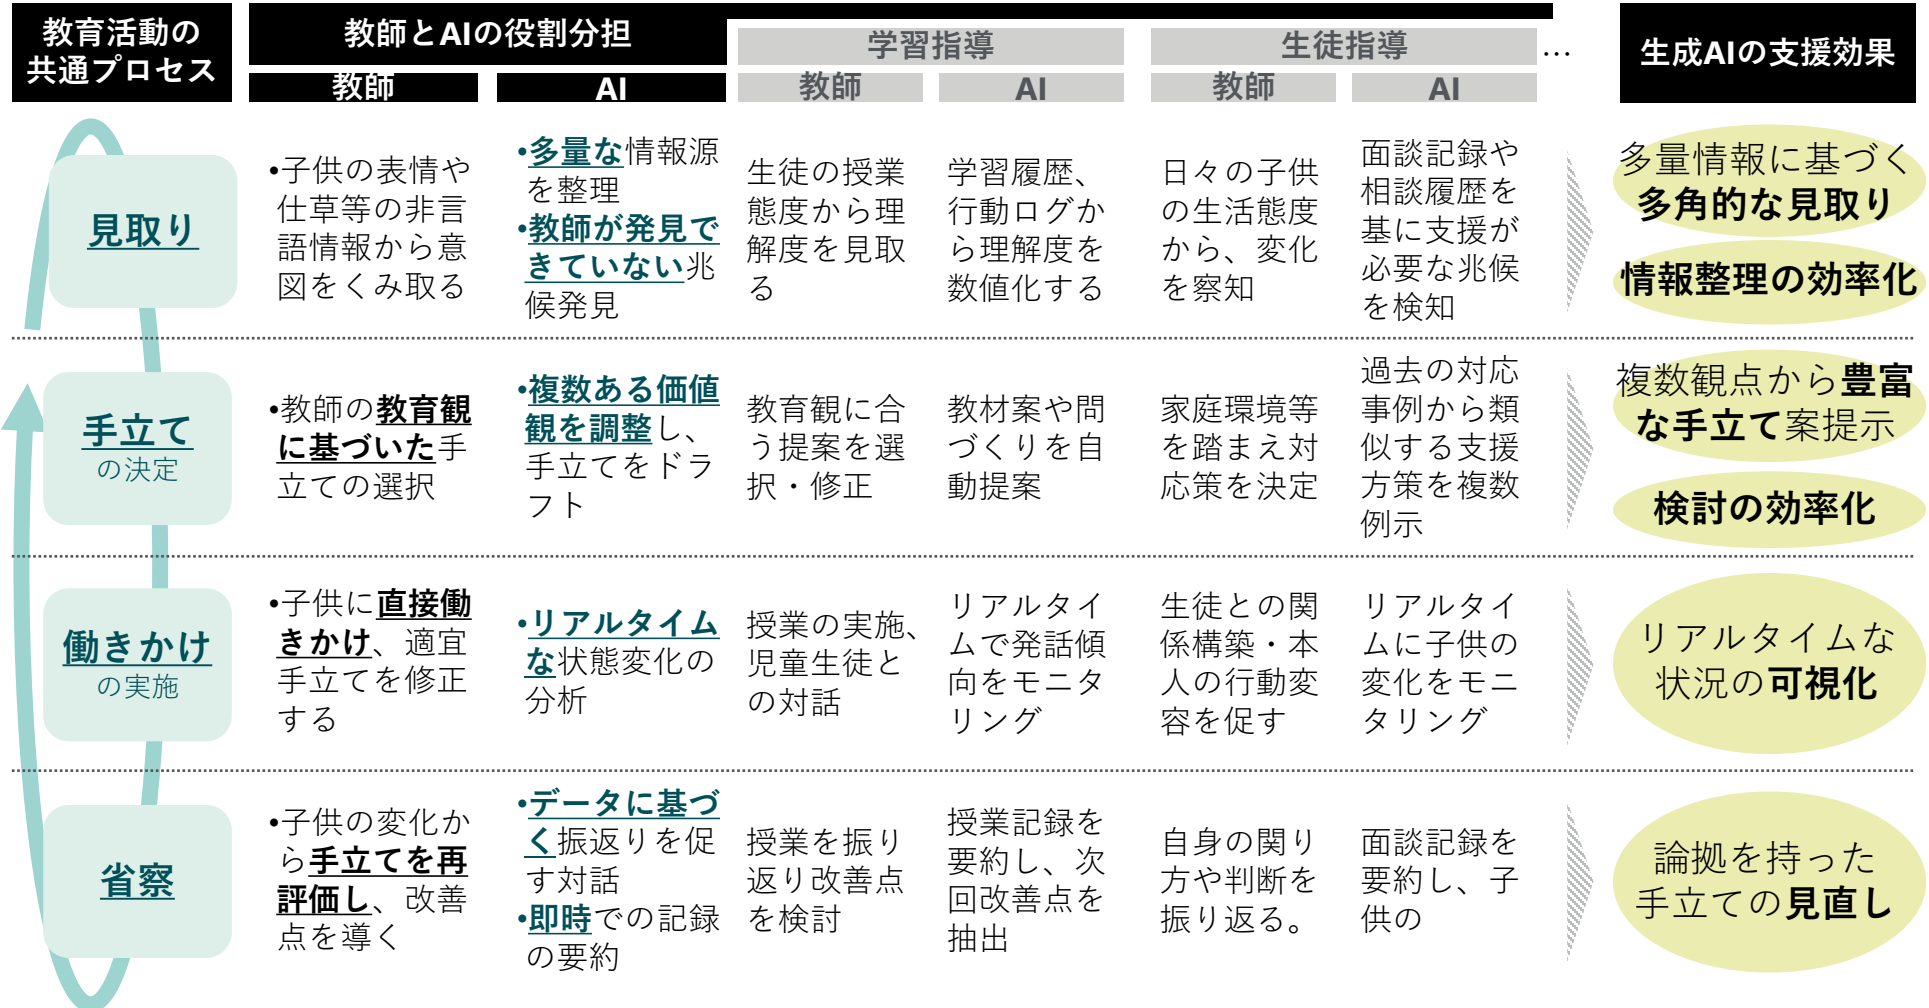 教育活動の
共通プロセス
教師とAIの役割分担
学習指導
生徒指導
…
生成AIの支援効果
教師
AI
教師
AI
教師
AI
見取り
•子供の表情や
仕草等の非言
語情報から意
図をくみ取る
•多量な情報源
を整理
•教師が発見で
きていない兆
候発見
生徒の授業
態度から理
解度を見取
る
学習履歴、
行動ログか
ら理解度を
数値化する
日々の子供
の生活態度
から、変化
を察知
面談記録や
相談履歴を
基に支援が
必要な兆候
を検知
多量情報に基づく
多角的な見取り
情報整理の効率化
手立て
の決定
•教師の教育観
に基づいた手
立ての選択
•複数ある価値
観を調整し、
手立てをドラ
フト
教育観に合
う提案を選
択・修正
教材案や問
づくりを自
動提案
家庭環境等
を踏まえ対
応策を決定
過去の対応
事例から類
似する支援
方策を複数
例示
複数観点から豊富
な手立て案提示
検討の効率化
働きかけ
の実施
•子供に直接働
きかけ、適宜
手立てを修正
する
•リアルタイム
な状態変化の
分析
授業の実施、
児童生徒と
の対話
リアルタイ
ムで発話傾
向をモニタ
リング
生徒との関
係構築・本
人の行動変
容を促す
リアルタイ
ムに子供の
変化をモニ
タリング
リアルタイムな
状況の可視化
省察
•子供の変化か
ら手立てを再
評価し、改善
点を導く
•データに基づ
く振返りを促
す対話
•即時での記録
の要約
授業を振り
返り改善点
を検討
授業記録を
要約し、次
回改善点を
抽出
自身の関り
方や判断を
振り返る。
面談記録を
要約し、子
供の
論拠を持った
手立ての見直し